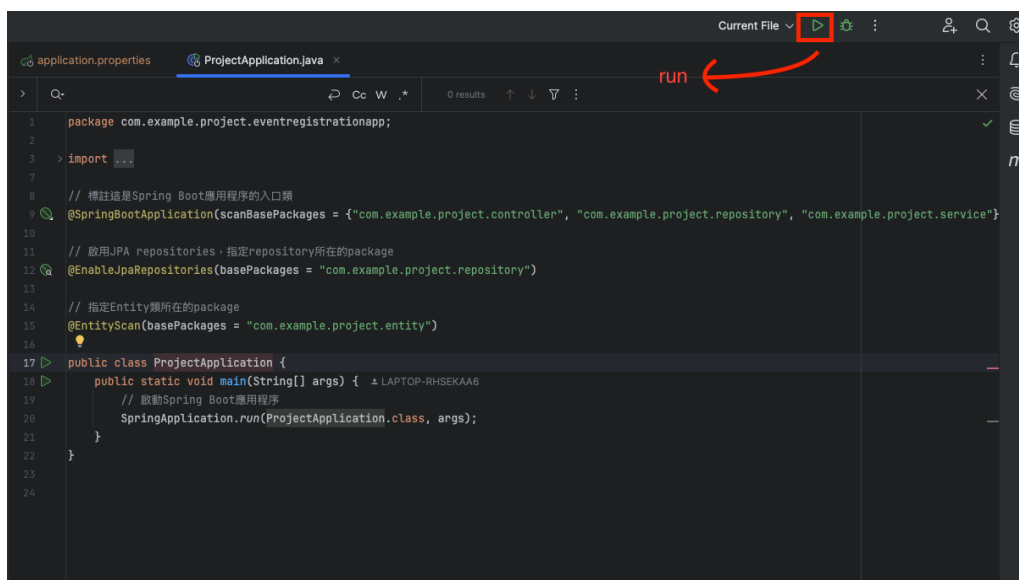 Current File
application.properties
ProjectApplication.java
run
Cc W .*
0 results
1 package com.example.project.eventregistrationapp;
2
3 import ...
7
8 // 標註這是Spring Boot應用程序的入口類
9 @SpringBootApplication(scanBasePackages = {"com.example.project.controller", "com.example.project.repository", "com.example.project.service"}
10
11 // 啟用JPA repositories，指定repository所在的package
12 @EnableJpaRepositories(basePackages = "com.example.project.repository")
13
14 // 指定Entity類所在的package
15 @EntityScan(basePackages = "com.example.project.entity")
16
17 public class ProjectApplication {
18 public static void main(String[] args) { LAPTOP-RHSEKAA6
19 // 啟動Spring Boot應用程序
20 SpringApplication.run(ProjectApplication.class, args);
21 }
22 }
23
24